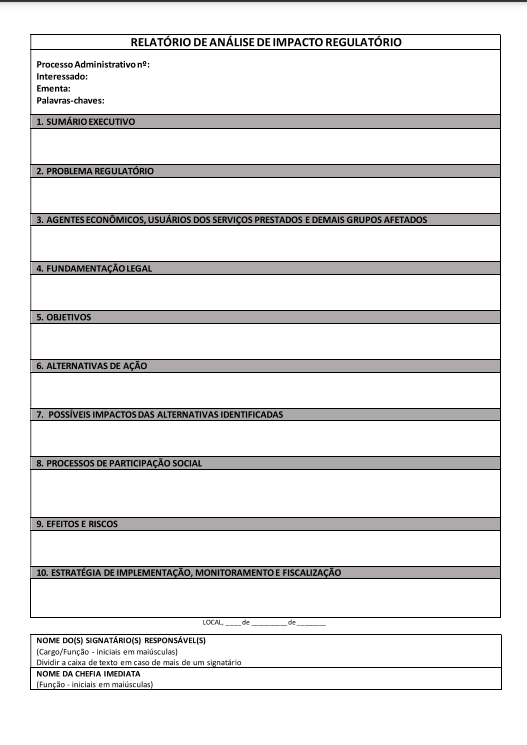 RELATÓRIO DE ANÁLISE DE IMPACTO REGULATÓRIO
Processo Administrativo nº:
Interessado:
Ementa:
Palavras-chaves:
1. SUMÁRIO EXECUTIVO
2. PROBLEMA REGULATÓRIO
3. AGENTES ECONÔMICOS, USUÁRIOS DOS SERVIÇOS PRESTADOS E DEMAIS GRUPOS AFETADOS
4. FUNDAMENTAÇÃO LEGAL
5. OBJETIVOS
6. ALTERNATIVAS DE AÇÃO
7. POSSÍVEIS IMPACTOS DAS ALTERNATIVAS IDENTIFICADAS
8. PROCESSOS DE PARTICIPAÇÃO SOCIAL
9. EFEITOS E RISCOS
10. ESTRATÉGIA DE IMPLEMENTAÇÃO, MONITORAMENTO E FISCALIZAÇÃO
LOCAL, ____ de __________ de ________
NOME DO(S) SIGNATÁRIO(S) RESPONSÁVEL(S)
(Cargo/Função - iniciais em maiúsculas)
Dividir a caixa de texto em caso de mais de um signatário
NOME DA CHEFIA IMEDIATA
(Função - iniciais em maiúsculas)